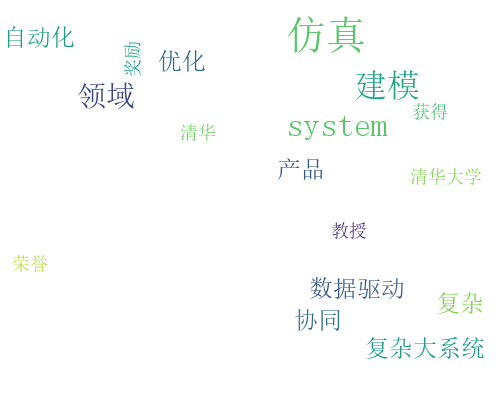 仿真
自动化
奖励
优化
建模
领域
获得
system
清华
产品
清华大学
教授
荣誉
数据驱动
复杂
协同
复杂大系统